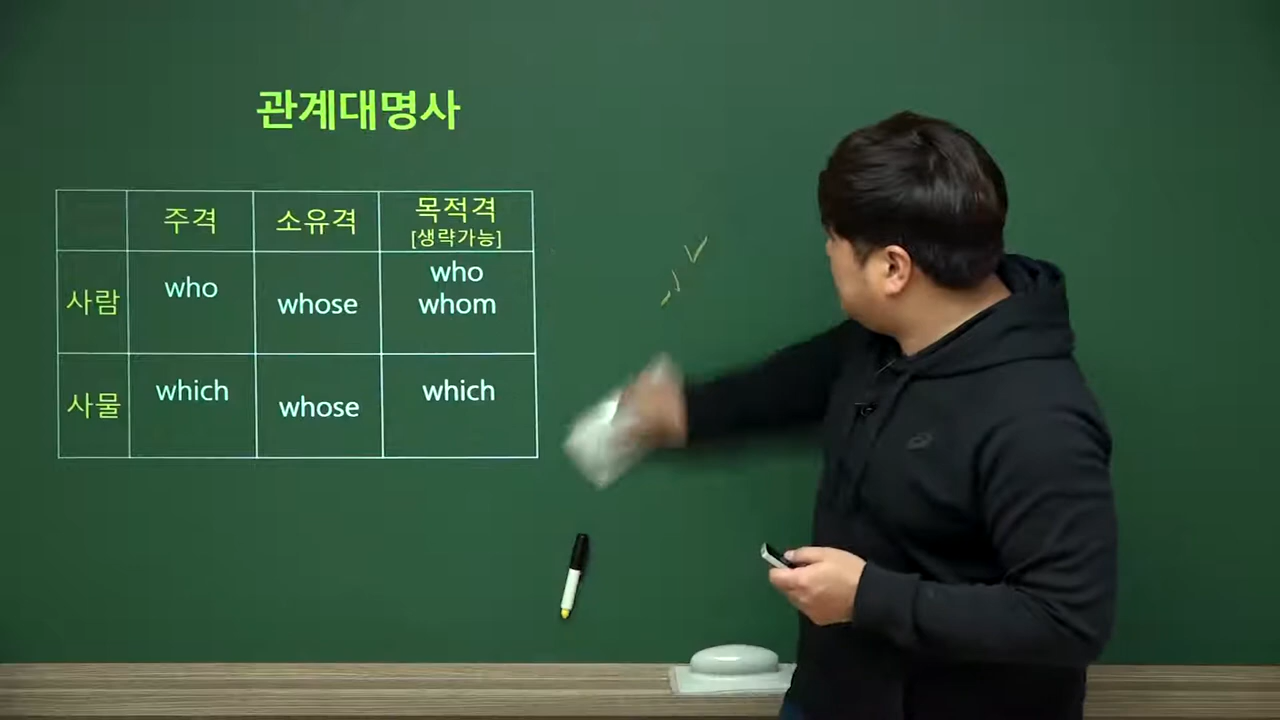 관계대명사
주격 소유격 목적격
[생략가능]
사람 who whose who
whom
사물 which whose which